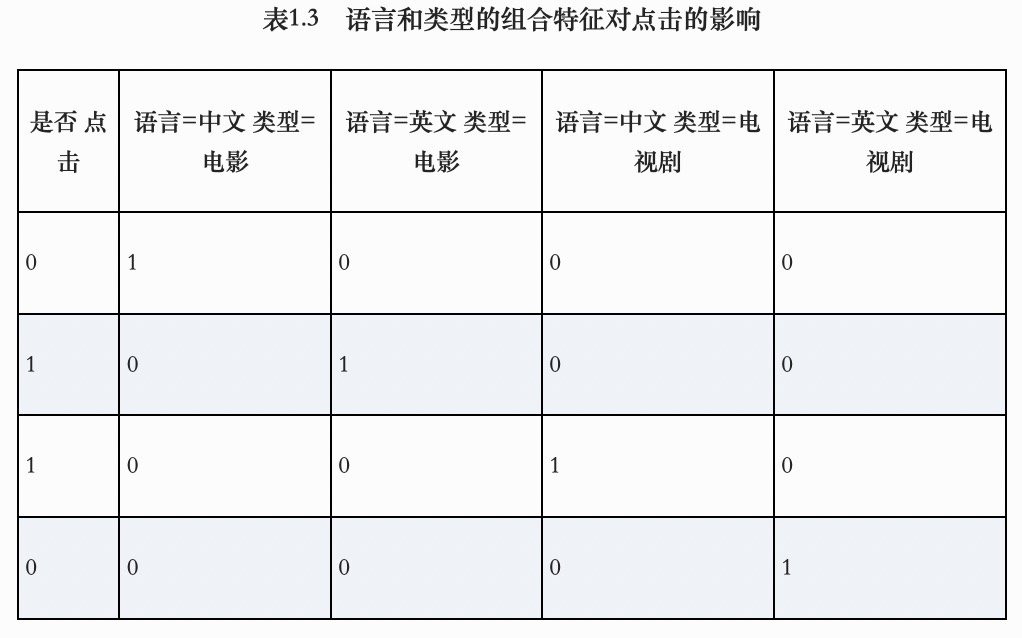 表1.3 语言和类型的组合特征对点击的影响
是否 点击 语言=中文 类型=电影 语言=英文 类型=电影 语言=中文 类型=电视剧 语言=英文 类型=电视剧
0 1 0 0 0
1 0 1 0 0
1 0 0 1 0
0 0 0 0 1